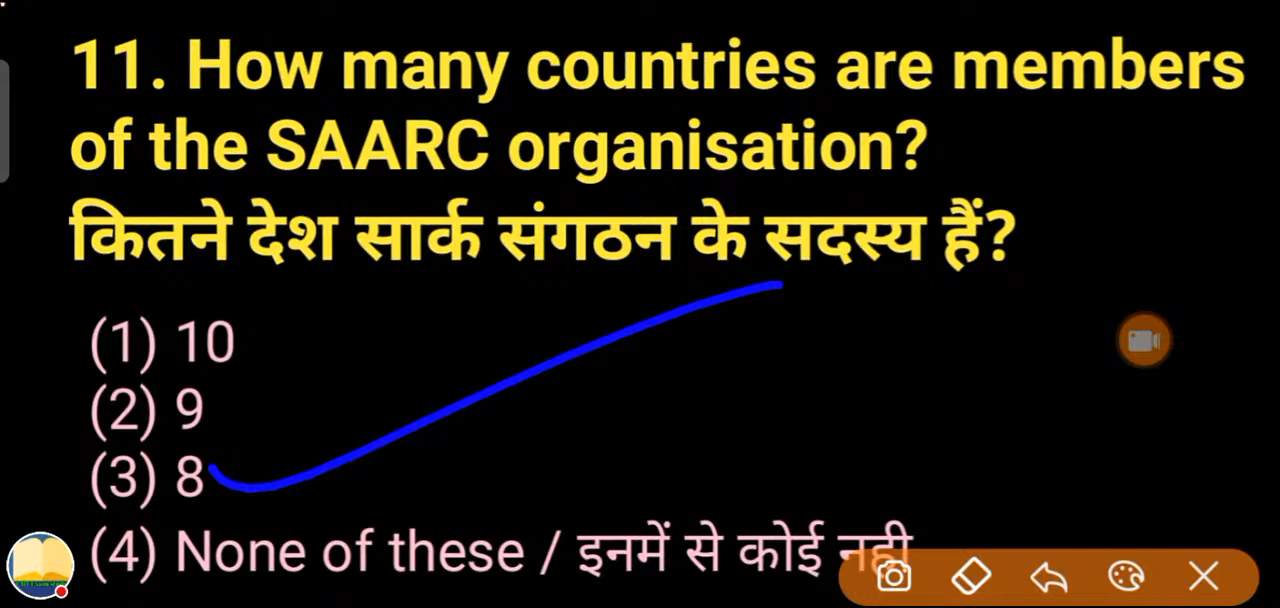 11. How many countries are members
of the SAARC organisation?
कितने देश सार्क संगठन के सदस्य हैं?
(1) 10
(2) 9
(3) 8
(4) None of these / इनमें से कोई नही